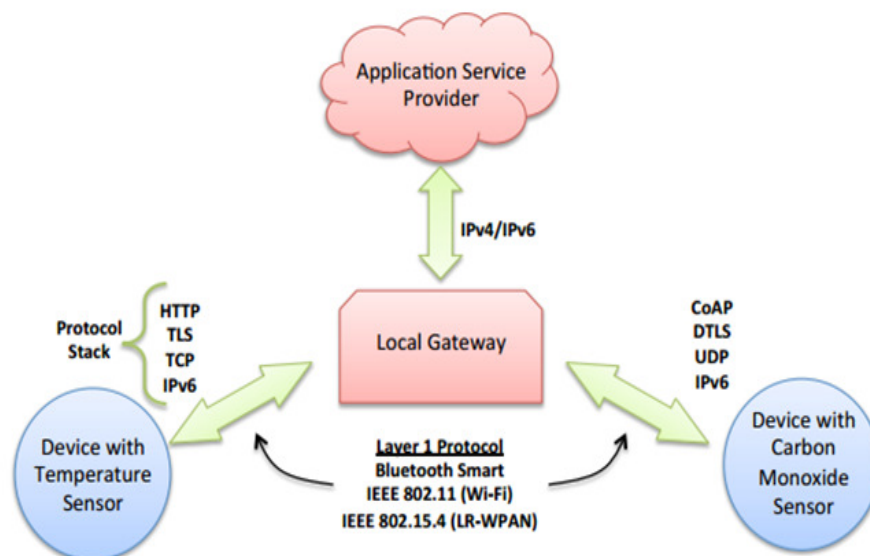 Application Service
Provider
IPv4/IPv6
HTTP
TLS
TCP
IPv6
Protocol
Stack
Local Gateway
CoAP
DTLS
UDP
IPv6
Device with
Temperature
Sensor
Layer 1 Protocol
Bluetooth Smart
IEEE 802.11 (Wi-Fi)
IEEE 802.15.4 (LR-WPAN)
Device with
Carbon
Monoxide
Sensor